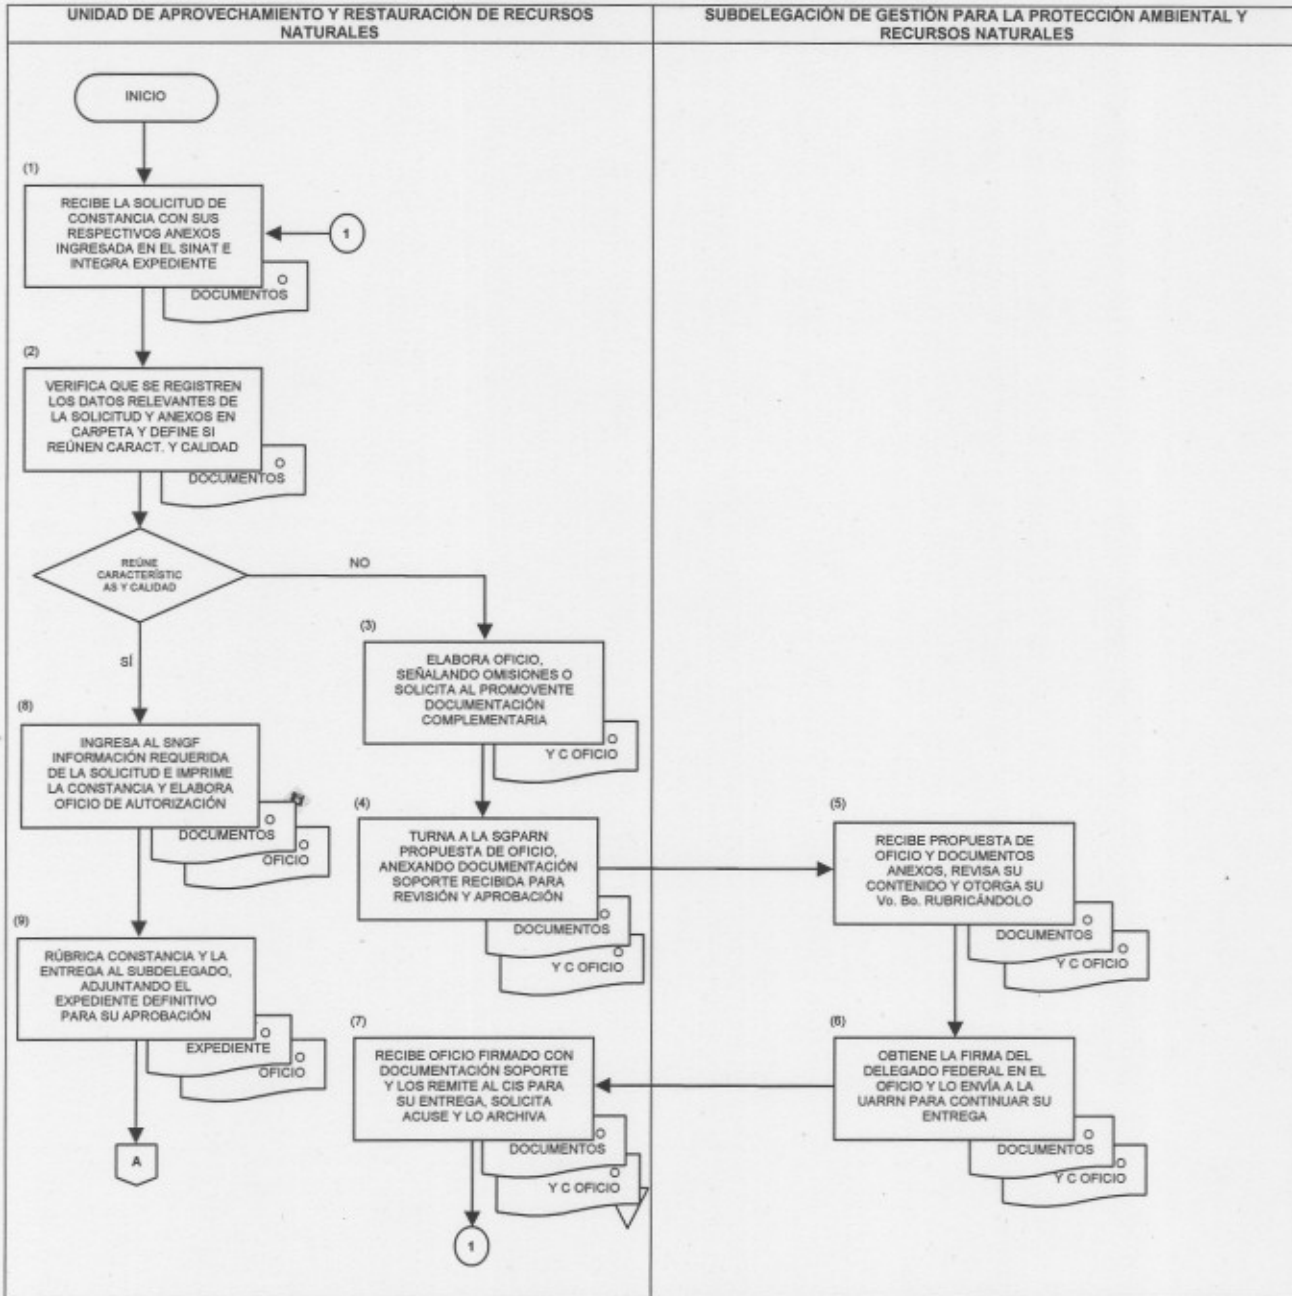 UNIDAD DE APROVECHAMIENTO Y RESTAURACIÓN DE RECURSOS
NATURALES
SUBDELEGACIÓN DE GESTIÓN PARA LA PROTECCIÓN AMBIENTAL Y
RECURSOS NATURALES
INICIO
(1)
RECIBE LA SOLICITUD DE
CONSTANCIA CON SUS
RESPECTIVOS ANEXOS
INGRESADA EN EL SINAT E
INTEGRA EXPEDIENTE
1
O
DOCUMENTOS
(2)
VERIFICA QUE SE REGISTREN
LOS DATOS RELEVANTES DE
LA SOLICITUD Y ANEXOS EN
CARPETA Y DEFINE SI
REÚNEN CARACT. Y CALIDAD
O
DOCUMENTOS
REÚNE
CARACTERÍSTIC
AS Y CALIDAD
NO
SÍ
(3)
ELABORA OFICIO,
SEÑALANDO OMISIONES O
SOLICITA AL PROMOVENTE
DOCUMENTACIÓN
COMPLEMENTARIA
O
Y C OFICIO
(8)
INGRESA AL SNGF
INFORMACIÓN REQUERIDA
DE LA SOLICITUD E IMPRIME
LA CONSTANCIA Y ELABORA
OFICIO DE AUTORIZACIÓN
O
DOCUMENTOS
O
OFICIO
(4)
TURNA A LA SGPARN
PROPUESTA DE OFICIO,
ANEXANDO DOCUMENTACIÓN
SOPORTE RECIBIDA PARA
REVISIÓN Y APROBACIÓN
O
DOCUMENTOS
O
Y C OFICIO
(5)
RECIBE PROPUESTA DE
OFICIO Y DOCUMENTOS
ANEXOS, REVISA SU
CONTENIDO Y OTORGA SU
Vo. Bo. RUBRICÁNDOLO
O
DOCUMENTOS
O
Y C OFICIO
(9)
RÚBRICA CONSTANCIA Y LA
ENTREGA AL SUBDELEGADO,
ADJUNTANDO EL
EXPEDIENTE DEFINITIVO
PARA SU APROBACIÓN
O
EXPEDIENTE
O
OFICIO
A
(7)
RECIBE OFICIO FIRMADO CON
DOCUMENTACIÓN SOPORTE
Y LOS REMITE AL CIS PARA
SU ENTREGA, SOLICITA
ACUSE Y LO ARCHIVA
O
DOCUMENTOS
O
Y C OFICIO
1
(6)
OBTIENE LA FIRMA DEL
DELEGADO FEDERAL EN EL
OFICIO Y LO ENVÍA A LA
UARRN PARA CONTINUAR SU
ENTREGA
O
DOCUMENTOS
O
Y C OFICIO